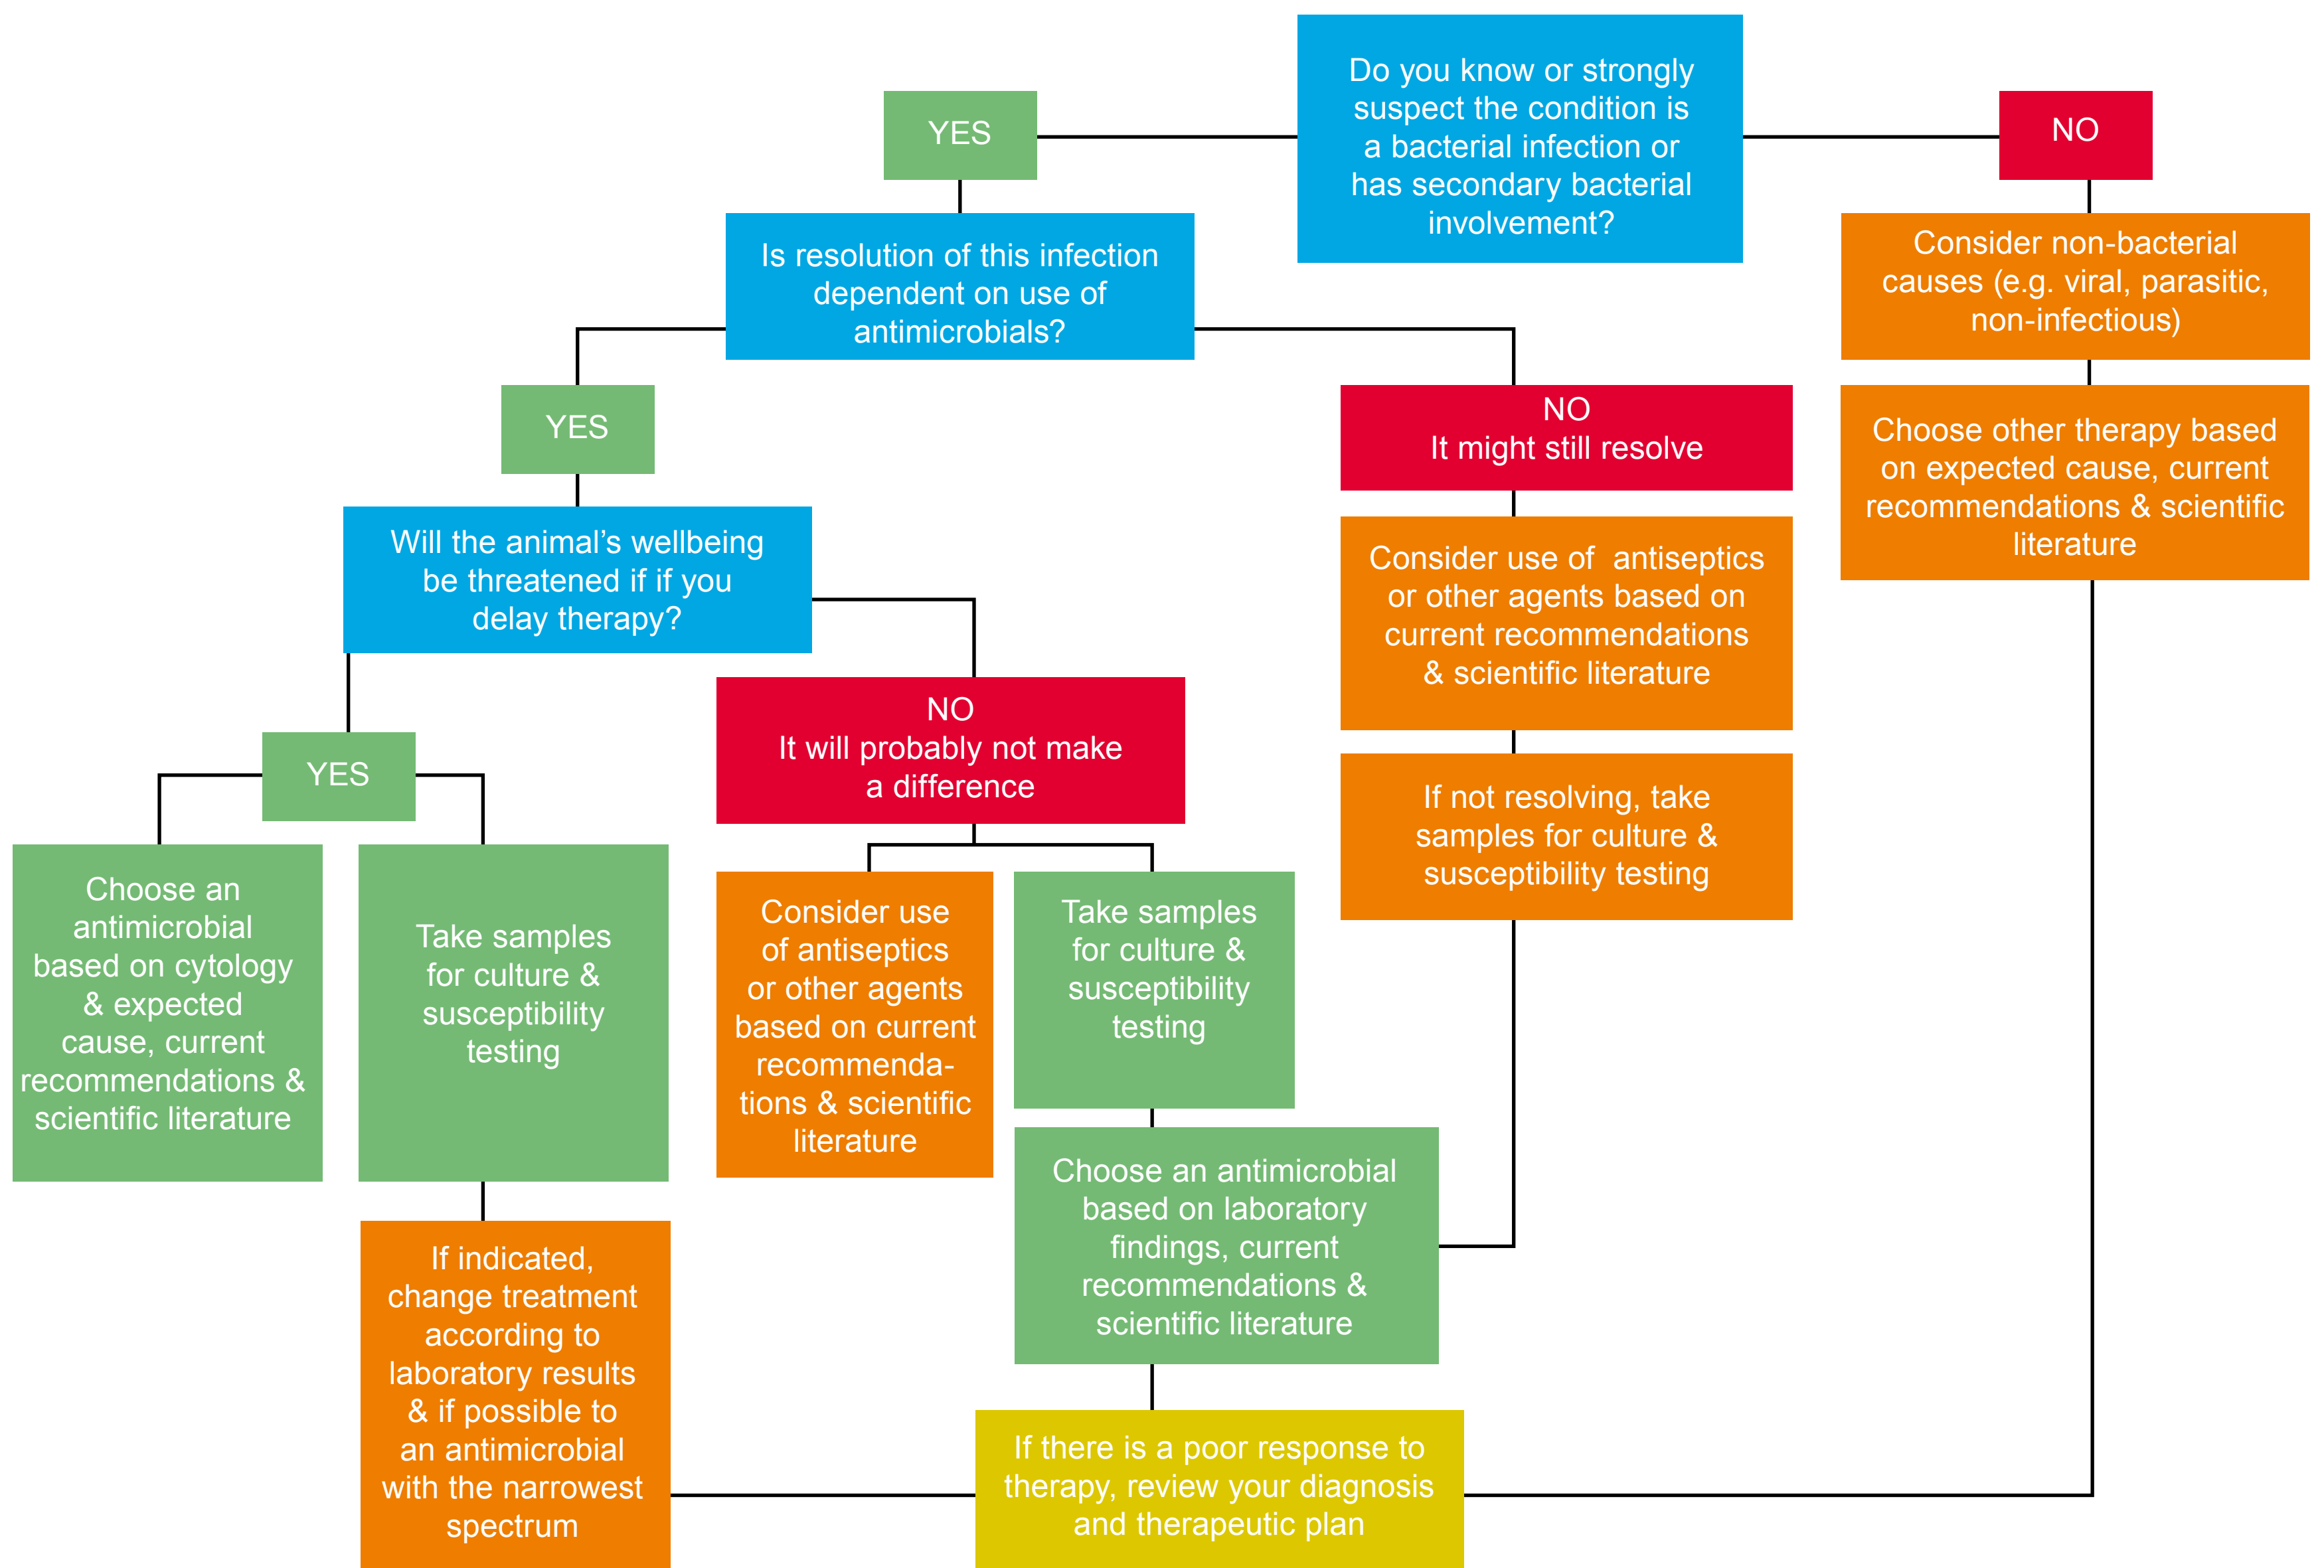 Do you know or strongly
suspect the condition is
a bacterial infection or
has secondary bacterial
involvement?
YES
NO
Is resolution of this infection
dependent on use of
antimicrobials?
Consider non-bacterial
causes (e.g. viral, parasitic,
non-infectious)
YES
NO
It might still resolve
Choose other therapy based
on expected cause, current
recommendations & scientific
literature
Will the animal’s wellbeing
be threatened if if you
delay therapy?
Consider use of antiseptics
or other agents based on
current recommendations
& scientific literature
YES
NO
It will probably not make
a difference
If not resolving, take
samples for culture &
susceptibility testing
Choose an
antimicrobial
based on cytology
& expected
cause, current
recommendations &
scientific literature
Take samples
for culture &
susceptibility
testing
Consider use
of antiseptics
or other agents
based on current
recommenda-
tions & scientific
literature
Take samples
for culture &
susceptibility
testing
Choose an antimicrobial
based on laboratory
findings, current
recommendations &
scientific literature
If indicated,
change treatment
according to
laboratory results
& if possible to
an antimicrobial
with the narrowest
spectrum
If there is a poor response to
therapy, review your diagnosis
and therapeutic plan